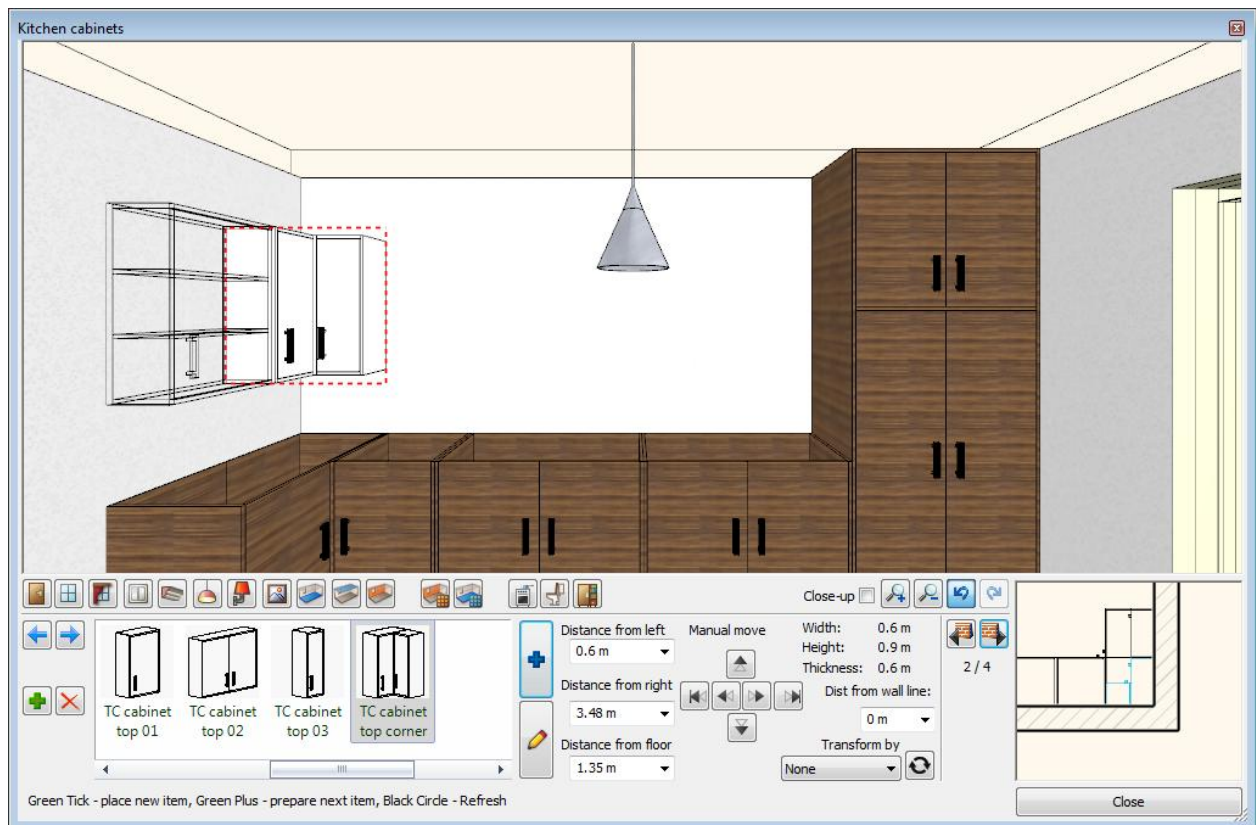 Kitchen cabinets
Close-up
TC cabinet
top 01
TC cabinet
top 02
TC cabinet
top 03
TC cabinet
top corner
Distance from left
0.6 m
Distance from right
3.48 m
Distance from floor
1.35 m
Manual move
Width: 0.6 m
Height: 0.9 m
Thickness: 0.6 m
Dist from wall line:
0 m
Transform by
None
2 / 4
Green Tick - place new item, Green Plus - prepare next item, Black Circle - Refresh
Close